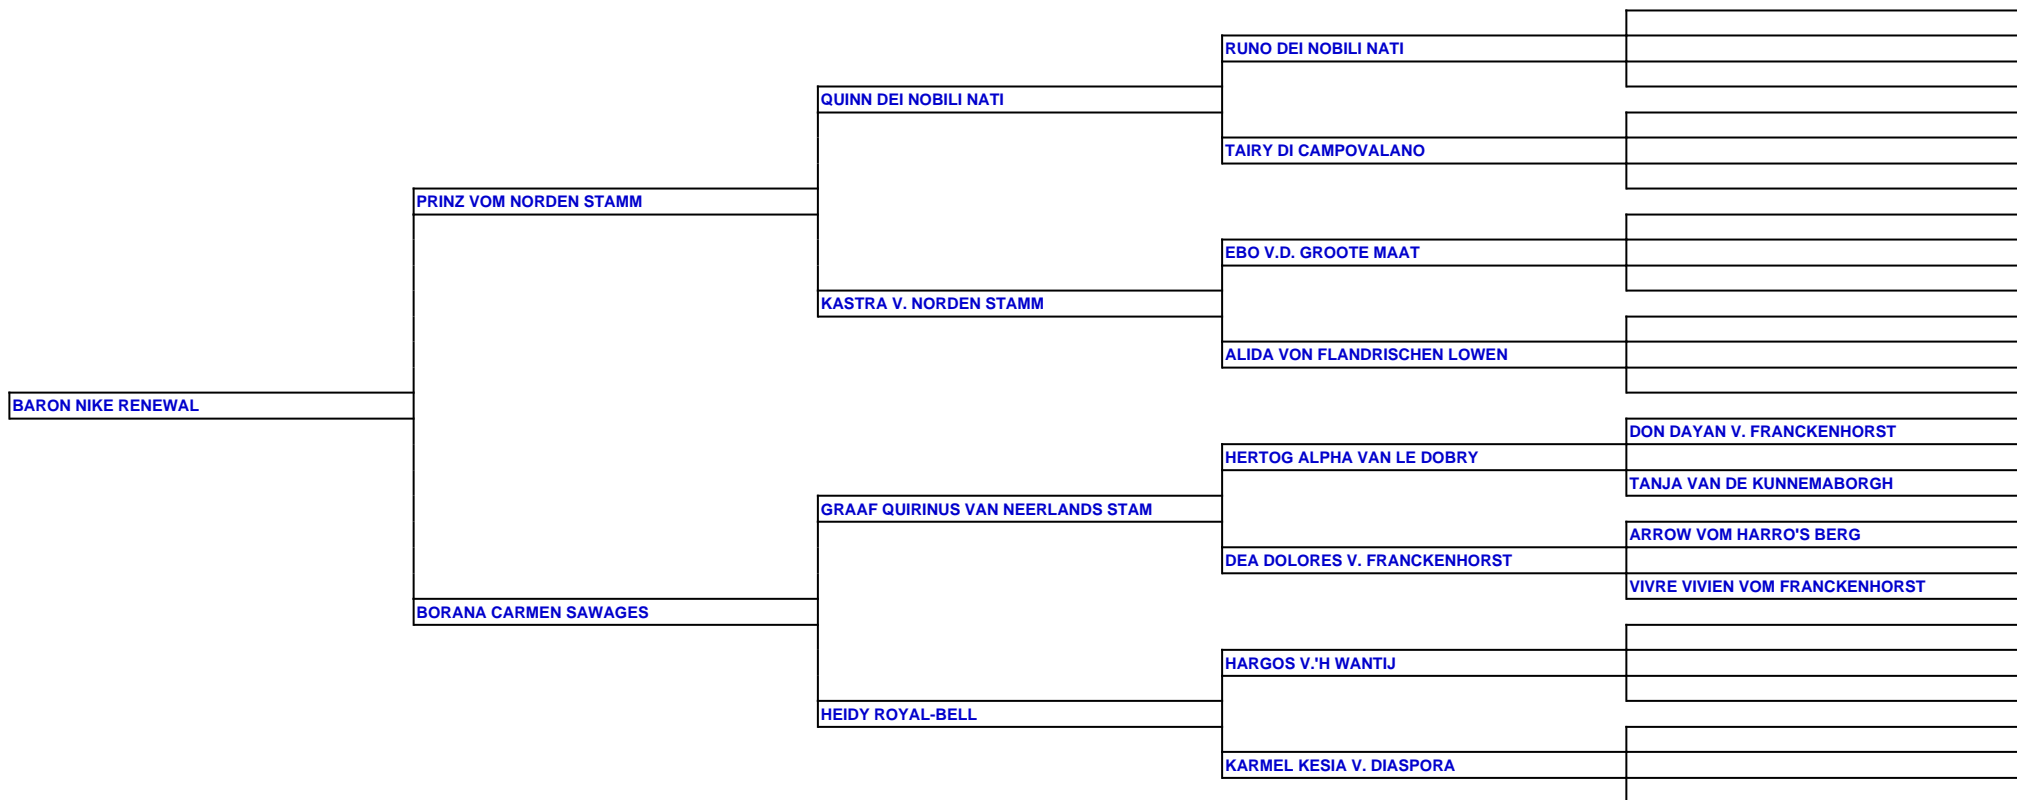 RUNO DEI NOBILI NATI
QUINN DEI NOBILI NATI
TAIRY DI CAMPOVALANO
PRINZ VOM NORDEN STAMM
EBO V.D. GROOTE MAAT
KASTRA V. NORDEN STAMM
ALIDA VON FLANDRISCHEN LOWEN
BARON NIKE RENEWAL
DON DAYAN V. FRANCKENHORST
HERTOG ALPHA VAN LE DOBRY
TANJA VAN DE KUNNEMABORGH
GRAAF QUIRINUS VAN NEERLANDS STAM
ARROW VOM HARRO'S BERG
DEA DOLORES V. FRANCKENHORST
VIVRE VIVIEN VOM FRANCKENHORST
BORANA CARMEN SAWAGES
HARGOS V.'H WANTIJ
HEIDY ROYAL-BELL
KARMEL KESIA V. DIASPORA